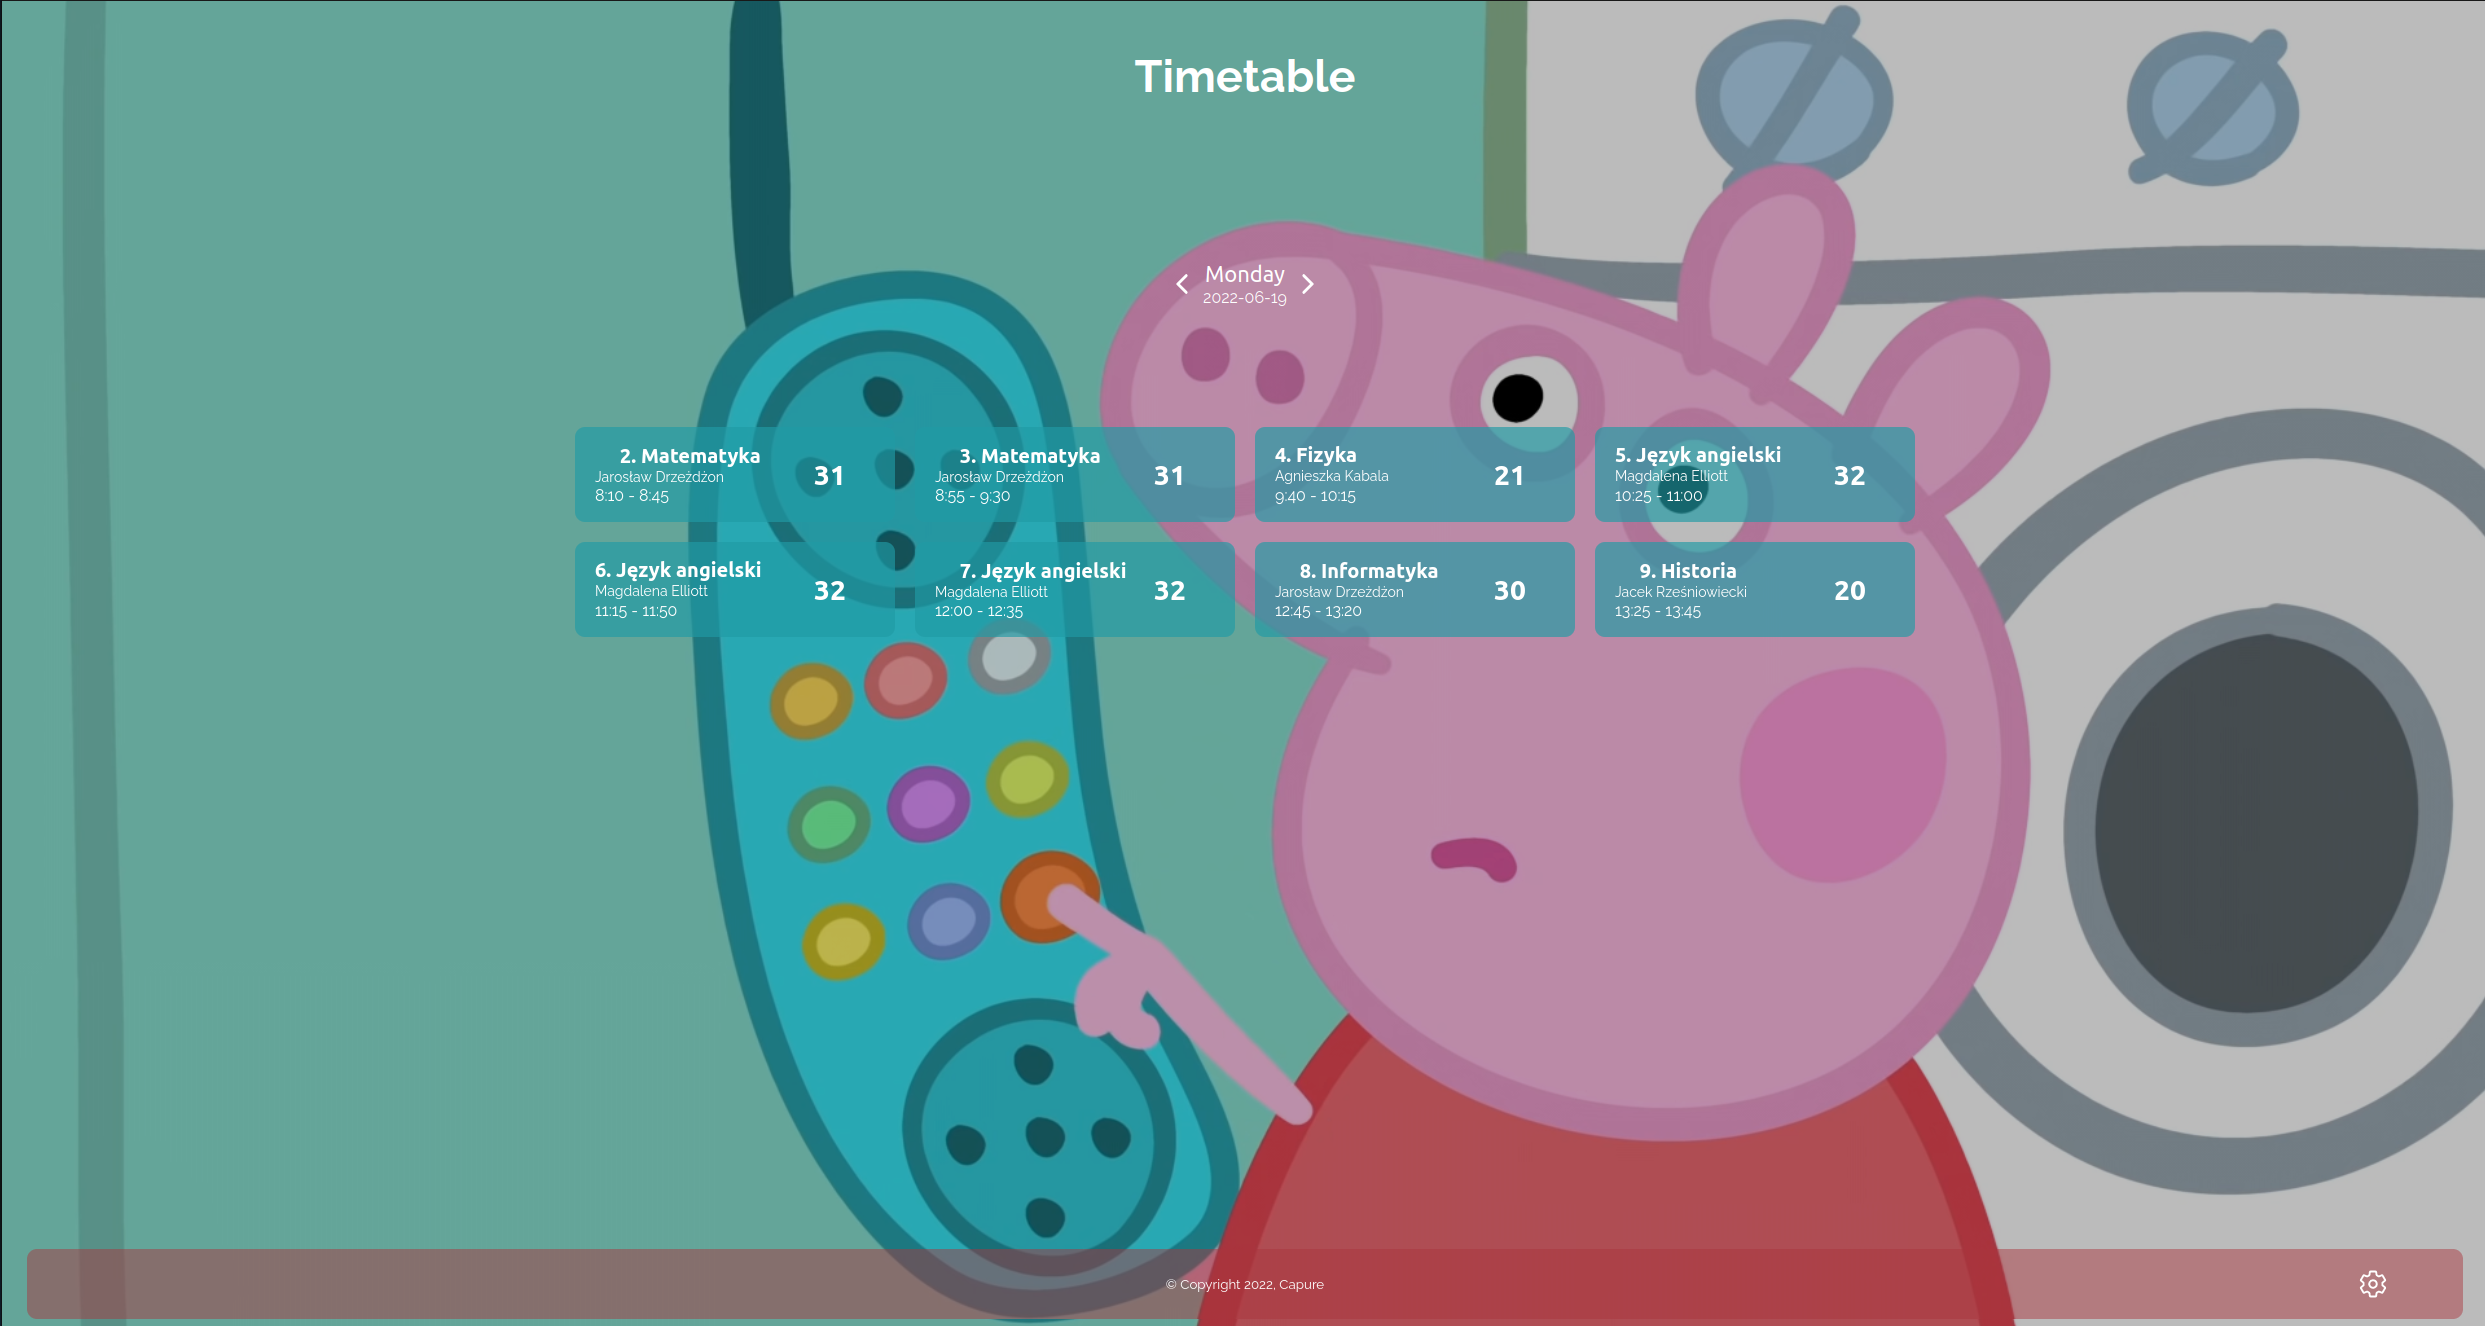 Timetable
Monday
2022-06-19
2. Matematyka
Jarosław Drzeżdżon
8:10 - 8:45
31
3. Matematyka
Jarosław Drzeżdżon
8:55 - 9:30
31
4. Fizyka
Agnieszka Kabala
9:40 - 10:15
21
5. Język angielski
Magdalena Elliott
10:25 - 11:00
32
6. Język angielski
Magdalena Elliott
11:15 - 11:50
32
7. Język angielski
Magdalena Elliott
12:00 - 12:35
32
8. Informatyka
Jarosław Drzeżdżon
12:45 - 13:20
30
9. Historia
Jacek Rześniowiecki
13:25 - 13:45
20
© Copyright 2022, Capure